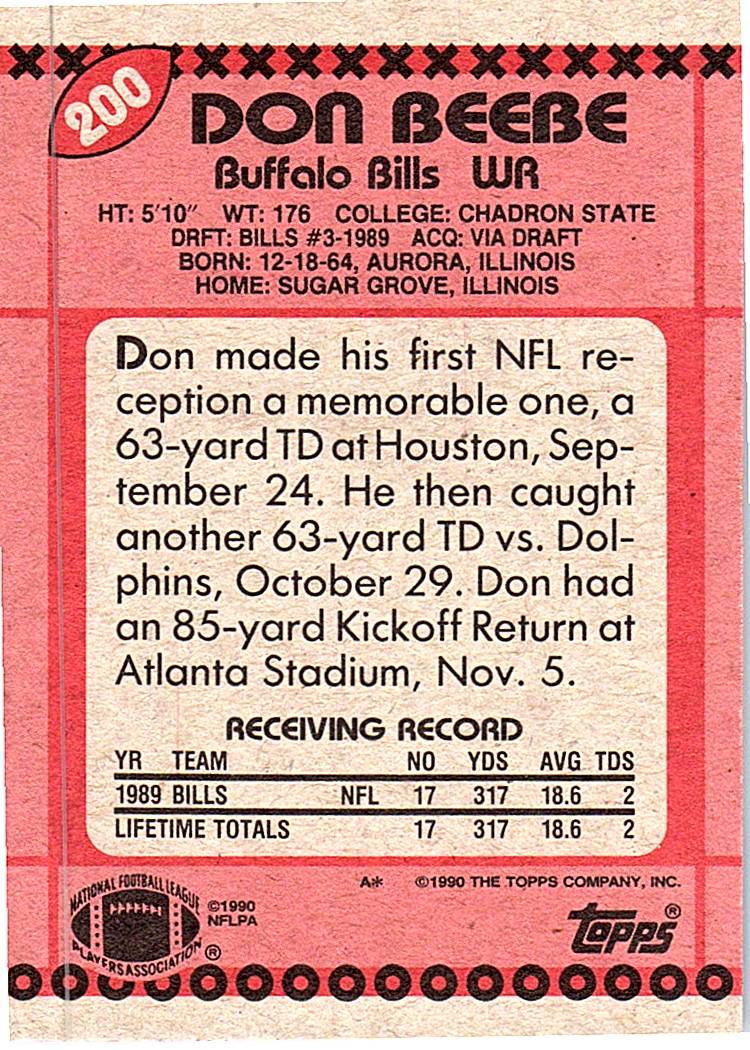 200
DON BEEBE
Buffalo Bills WR
HT: 5'10" WT: 176 COLLEGE: CHADRON STATE
DRFT: BILLS #3-1989 ACQ: VIA DRAFT
BORN: 12-18-64, AURORA, ILLINOIS
HOME: SUGAR GROVE, ILLINOIS
Don made his first NFL re-
ception a memorable one, a
63-yard TD at Houston, Sep-
tember 24. He then caught
another 63-yard TD vs. Dol-
phins, October 29. Don had
an 85-yard Kickoff Return at
Atlanta Stadium, Nov. 5.
RECEIVING RECORD
YR TEAM NO YDS AVG TDS
1989 BILLS NFL 17 317 18.6 2
LIFETIME TOTALS 17 317 18.6 2
A* ©1990 THE TOPPS COMPANY, INC.
NATIONAL FOOTBALL LEAGUE
PLAYERS ASSOCIATION ®
©1990
NFLPA
topps ®